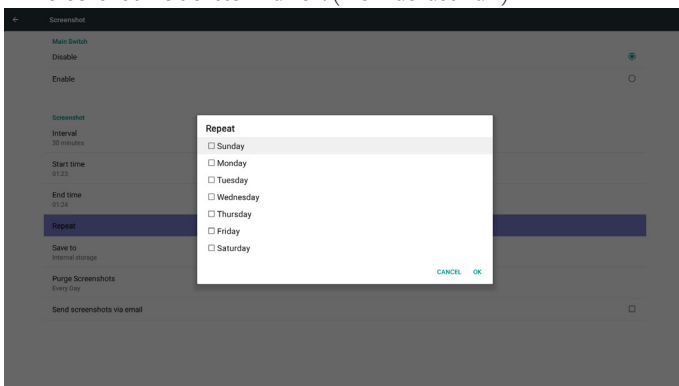 Screenshot
Main Switch
Disable
Enable
Screenshot
Interval
30 minutes
Start time
01:23
End time
01:24
Repeat
Save to
Internal storage
Purge Screenshots
Every Day
Send screenshots via email
Repeat
Sunday
Monday
Tuesday
Wednesday
Thursday
Friday
Saturday
CANCEL OK